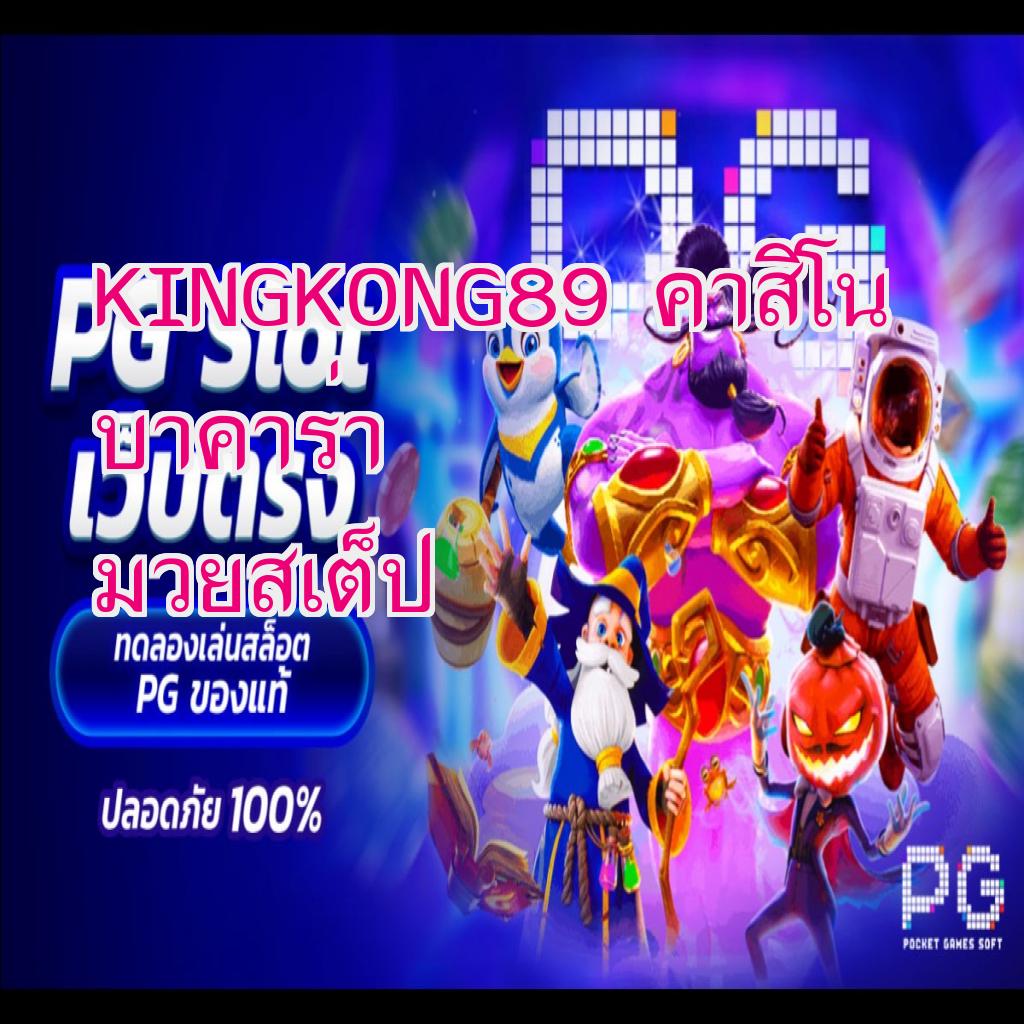 KINGKONG89 คาสิโน
PG Slot
บาคาร่า
เว็บตรง
มวยสเต็ป
ทดลองเล่นสล็อต
PG ของแท้
ปลอดภัย 100%
PG
PG
POCKET GAMES SOFT